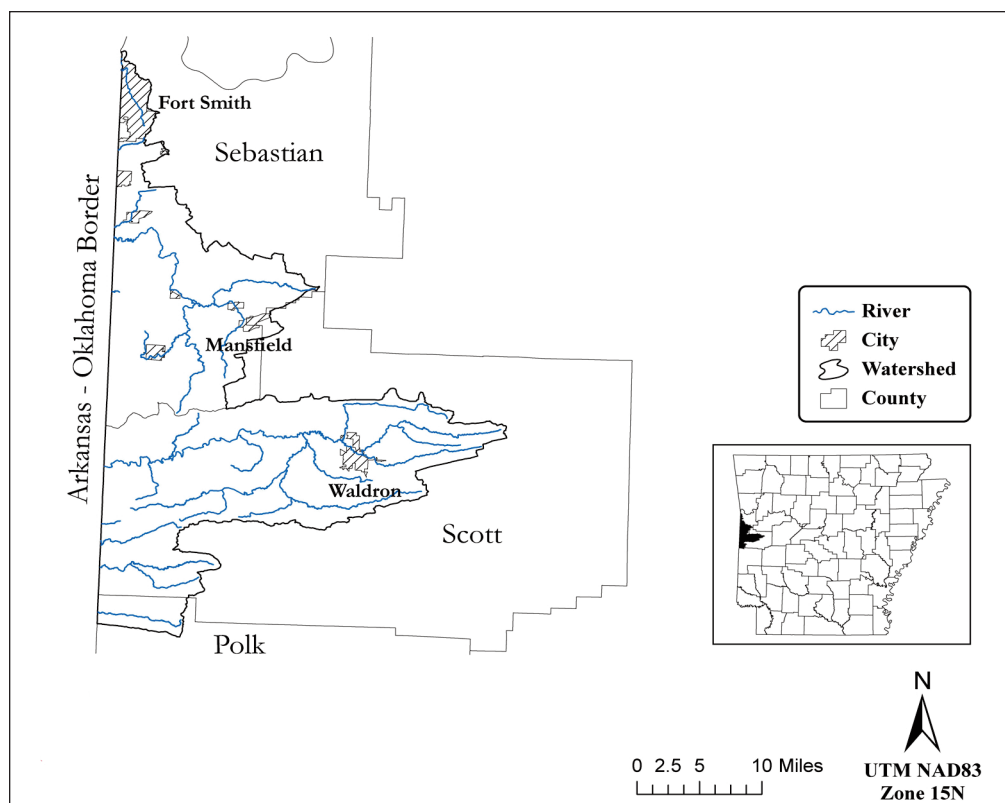 Fort Smith
Sebastian
Arkansas - Oklahoma Border
Mansfield
Waldron
Scott
Polk
River
City
Watershed
County
N
0 2.5 5 10 Miles
UTM NAD83
Zone 15N